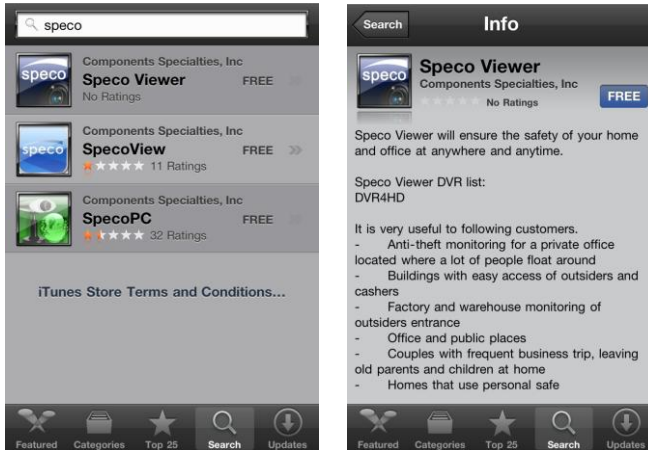 speco
speco
Components Specialties, Inc
Speco Viewer FREE
No Ratings
speco
Components Specialties, Inc
SpecoView FREE
11 Ratings
Components Specialties, Inc
SpecoPC FREE
32 Ratings
iTunes Store Terms and Conditions...
Featured Categories Top 25 Search Updates
Search Info
speco
Speco Viewer
Components Specialties, Inc
No Ratings FREE
Speco Viewer will ensure the safety of your home
and office at anywhere and anytime.
Speco Viewer DVR list:
DVR4HD
It is very useful to following customers.
- Anti-theft monitoring for a private office
located where a lot of people float around
- Buildings with easy access of outsiders and
cashers
- Factory and warehouse monitoring of
outsiders entrance
- Office and public places
- Couples with frequent business trip, leaving
old parents and children at home
- Homes that use personal safe
Featured Categories Top 25 Search Updates